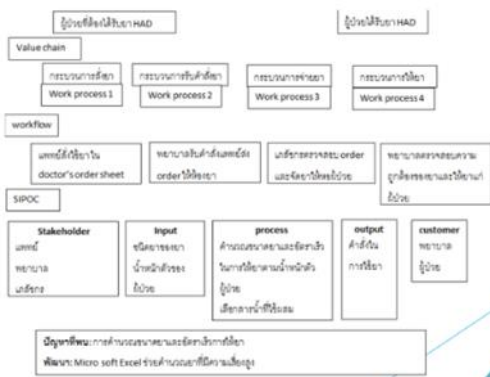 ผู้ป่วยที่ต้องได้รับยา HAD
ผู้ป่วยได้รับยา HAD
Value chain
กระบวนการสั่งยา
กระบวนการรับคำสั่งยา
กระบวนการจ่ายยา
กระบวนการให้ยา
Work process 1
Work process 2
Work process 3
Work process 4
workflow
แพทย์สั่งใช้ยาใน
doctor's order sheet
พยาบาลรับคำสั่งแพทย์ส่ง
order ให้ห้องยา
เภสัชกรตรวจสอบ order
และจัดยาให้หอผู้ป่วย
พยาบาลตรวจสอบความ
ถูกต้องของยาและให้ยาแก่
ผู้ป่วย
SIPOC
Stakeholder
แพทย์
พยาบาล
เภสัชกร
Input
ชนิดยาของยา
น้ำหนักตัวของ
ผู้ป่วย
process
คำนวณขนาดยาและอัตราเร็ว
ในการให้ยาตามน้ำหนักตัว
ผู้ป่วย
เลือกสารน้ำที่ใช้ผสม
output
คำสั่งใน
การใช้ยา
customer
พยาบาล
ผู้ป่วย
ปัญหาที่พบ: การคำนวณขนาดยาและอัตราเร็วการให้ยา
พัฒนา: Micro soft Excel ช่วยคำนวณยาที่มีความเสี่ยงสูง